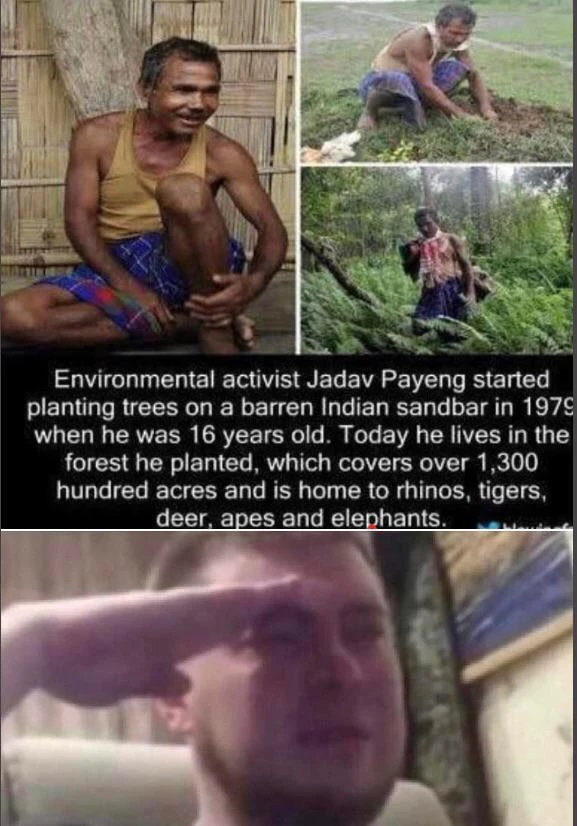 Environmental activist Jadav Payeng started
planting trees on a barren Indian sandbar in 1979
when he was 16 years old. Today he lives in the
forest he planted, which covers over 1,300
hundred acres and is home to rhinos, tigers,
deer, apes and elephants.